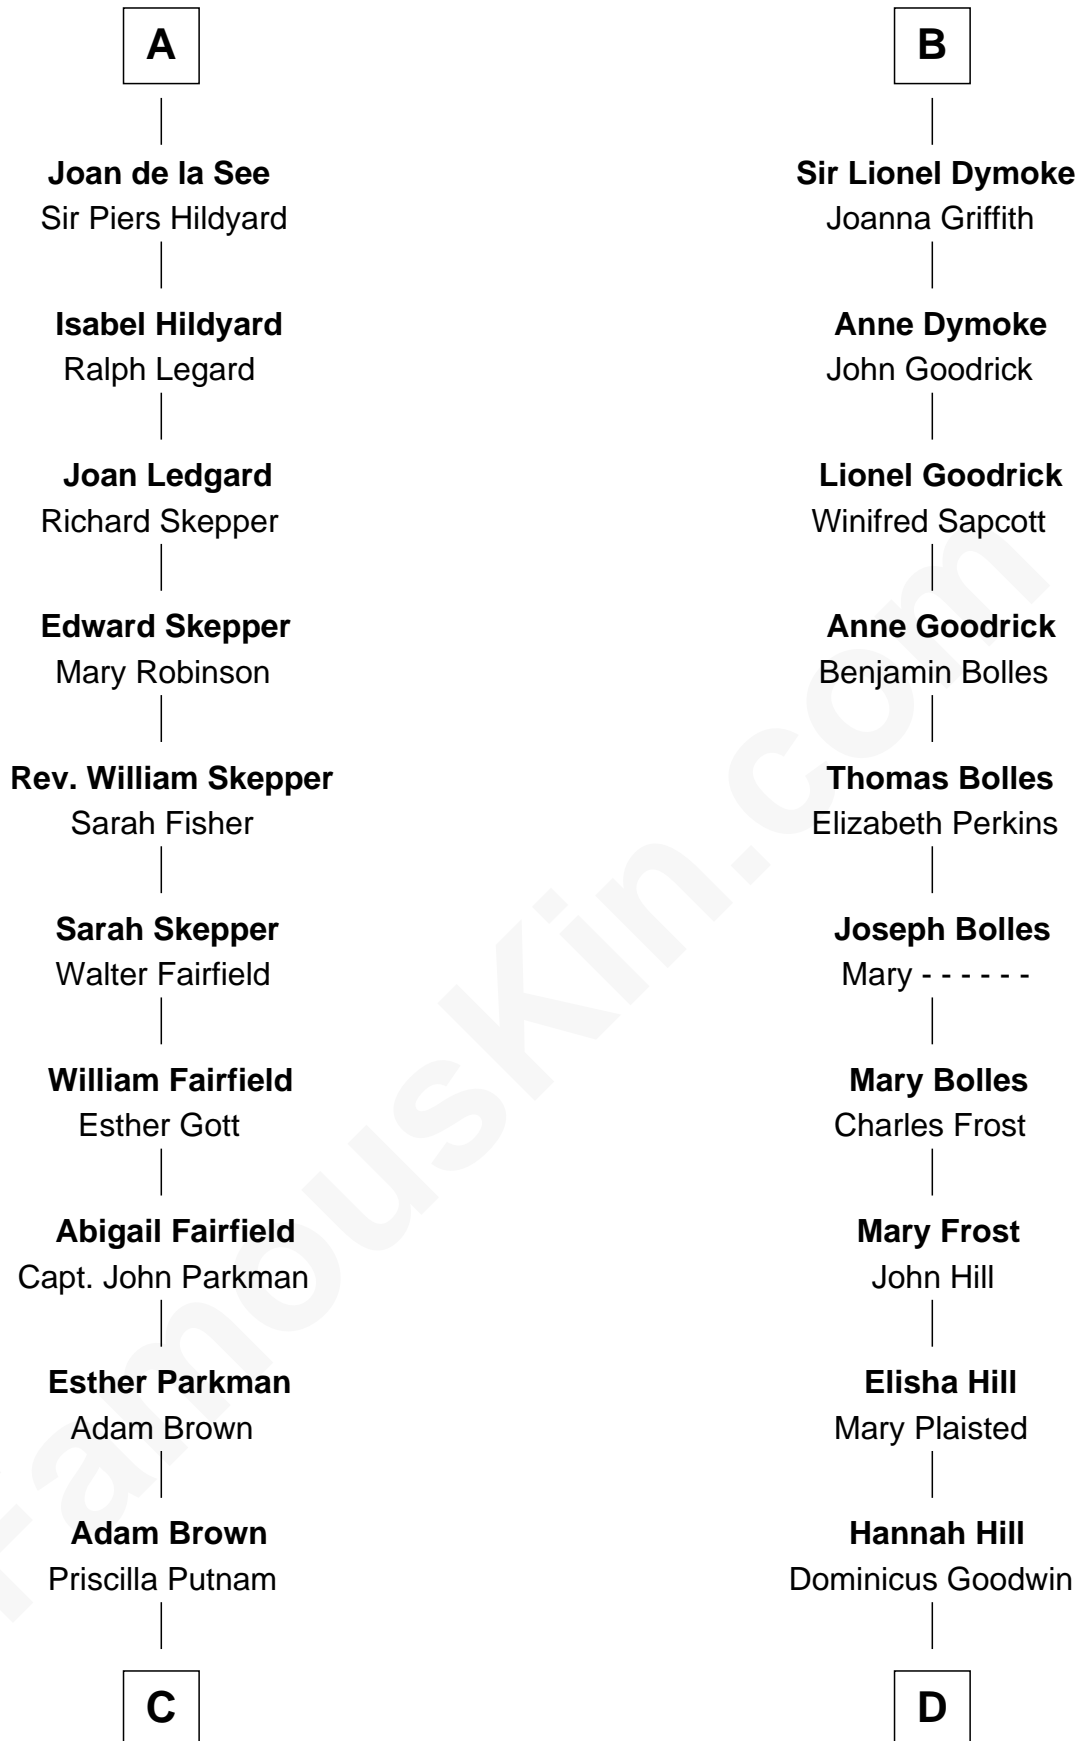 A
Joan de la See
Sir Piers Hildyard
Isabel Hildyard
Ralph Legard
Joan Ledgard
Richard Skepper
Edward Skepper
Mary Robinson
Rev. William Skepper
Sarah Fisher
Sarah Skepper
Walter Fairfield
William Fairfield
Esther Gott
Abigail Fairfield
Capt. John Parkman
Esther Parkman
Adam Brown
Adam Brown
Priscilla Putnam
C
B
Sir Lionel Dymoke
Joanna Griffith
Anne Dymoke
John Goodrick
Lionel Goodrick
Winifred Sapcott
Anne Goodrick
Benjamin Bolles
Thomas Bolles
Elizabeth Perkins
Joseph Bolles
Mary - - - - - -
Mary Bolles
Charles Frost
Mary Frost
John Hill
Elisha Hill
Mary Plaisted
Hannah Hill
Dominicus Goodwin
D
FamousKin.com